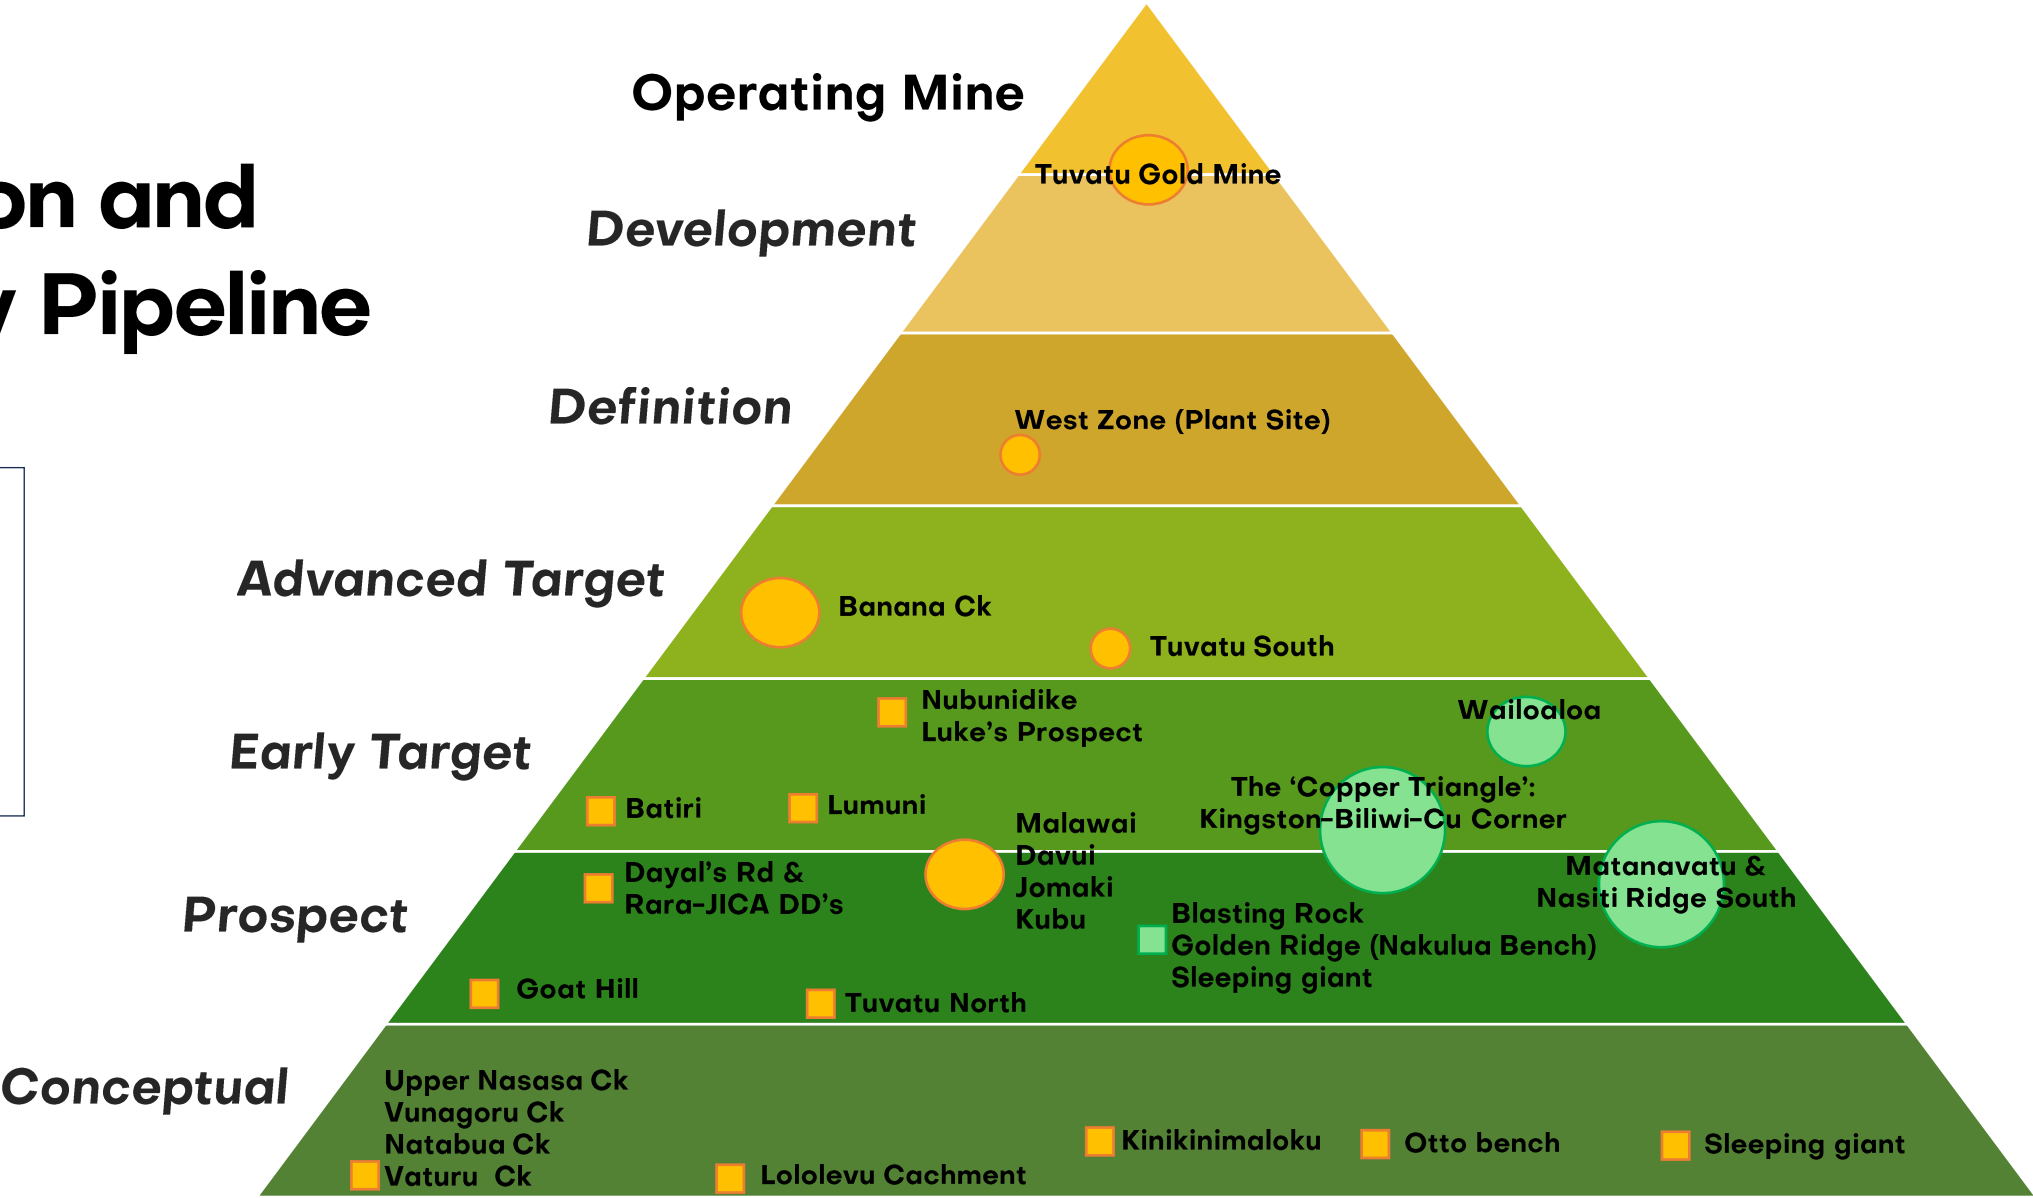 on and
y Pipeline
Operating Mine
Tuvatu Gold Mine
Development
Definition
West Zone (Plant Site)
Advanced Target
Banana Ck
Tuvatu South
Early Target
Nubunidike
Luke’s Prospect
Wailoaloa
Batiri
Lumuni
The ‘Copper Triangle’:
Kingston-Biliwi-Cu Corner
Malawai
Davui
Jomaki
Kubu
Prospect
Dayal’s Rd &
Rara-JICA DD’s
Matanavatu &
Nasiti Ridge South
Blasting Rock
Golden Ridge (Nakulua Bench)
Sleeping giant
Goat Hill
Tuvatu North
Conceptual
Upper Nasasa Ck
Vunagoru Ck
Natabua Ck
Vaturu  Ck
Lololevu Cachment
Kinikinimaloku
Otto bench
Sleeping giant